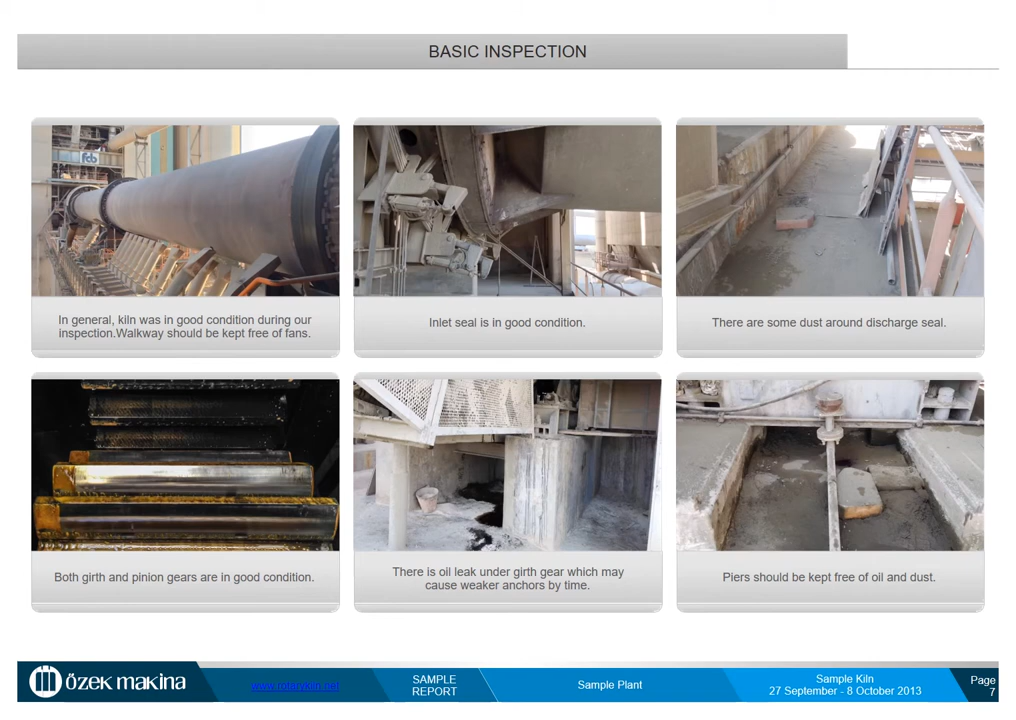 BASIC INSPECTION
fcb
In general, kiln was in good condition during our
inspection.Walkway should be kept free of fans.
Inlet seal is in good condition.
There are some dust around discharge seal.
Both girth and pinion gears are in good condition.
There is oil leak under girth gear which may
cause weaker anchors by time.
Piers should be kept free of oil and dust.
özek makina
www.rotarykiln.net
SAMPLE
REPORT
Sample Plant
Sample Kiln
27 September - 8 October 2013
Page
7